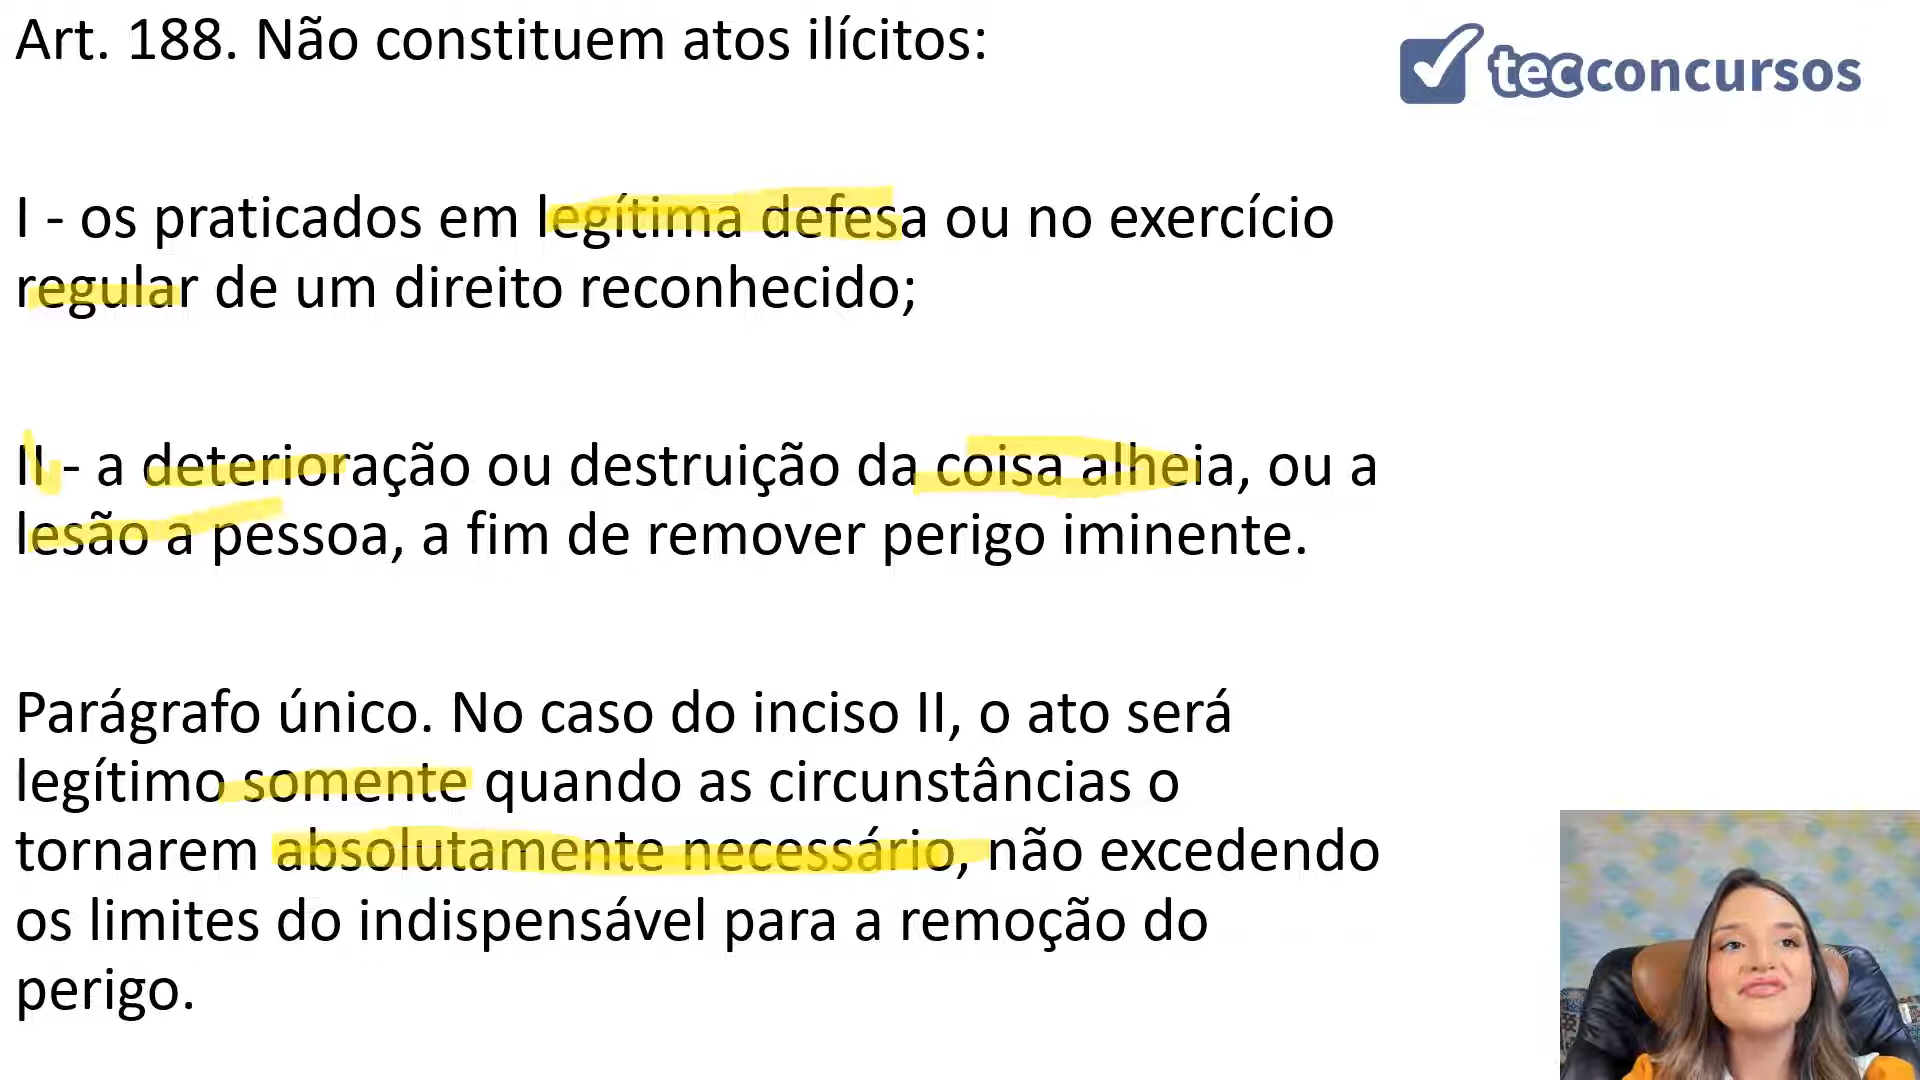 Art. 188. Não constituem atos ilícitos:
tecconcursos
I - os praticados em legítima defesa ou no exercício
regular de um direito reconhecido;
II - a deterioração ou destruição da coisa alheia, ou a
lesão a pessoa, a fim de remover perigo iminente.
Parágrafo único. No caso do inciso II, o ato será
legítimo somente quando as circunstâncias o
tornarem absolutamente necessário, não excedendo
os limites do indispensável para a remoção do
perigo.